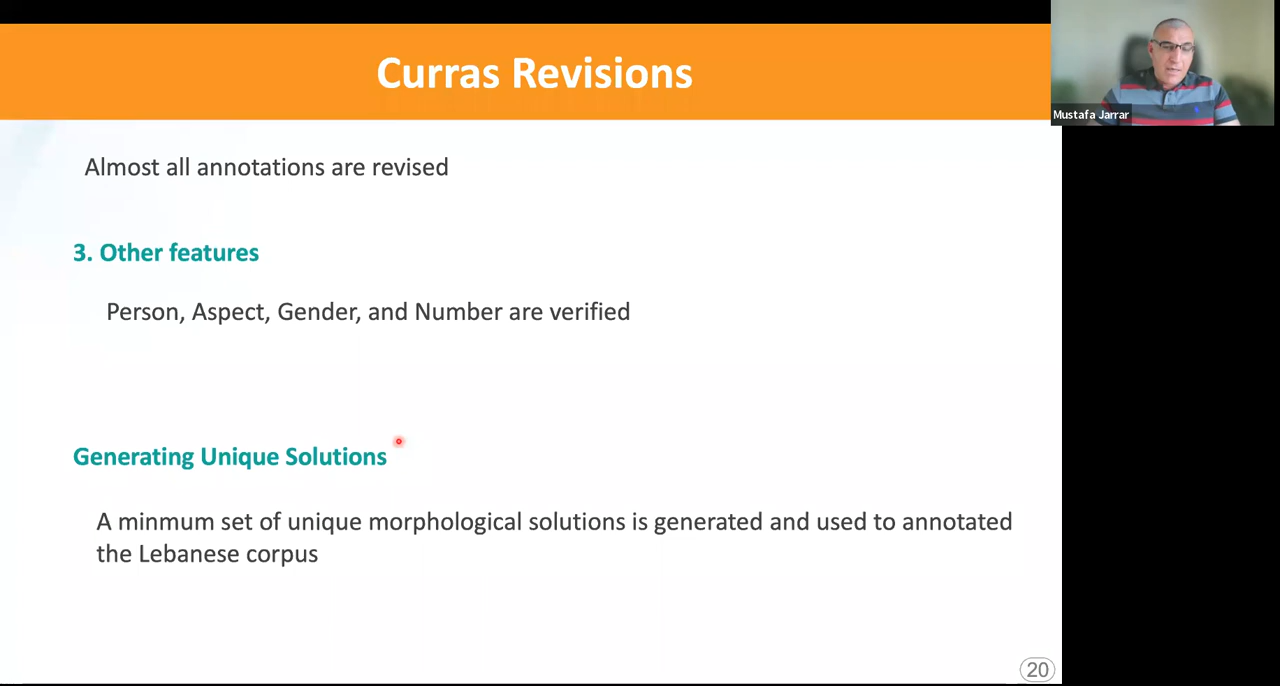 Curras Revisions
Mustafa Jarrar
Almost all annotations are revised
3. Other features
Person, Aspect, Gender, and Number are verified
Generating Unique Solutions
A minmum set of unique morphological solutions is generated and used to annotated
the Lebanese corpus
20